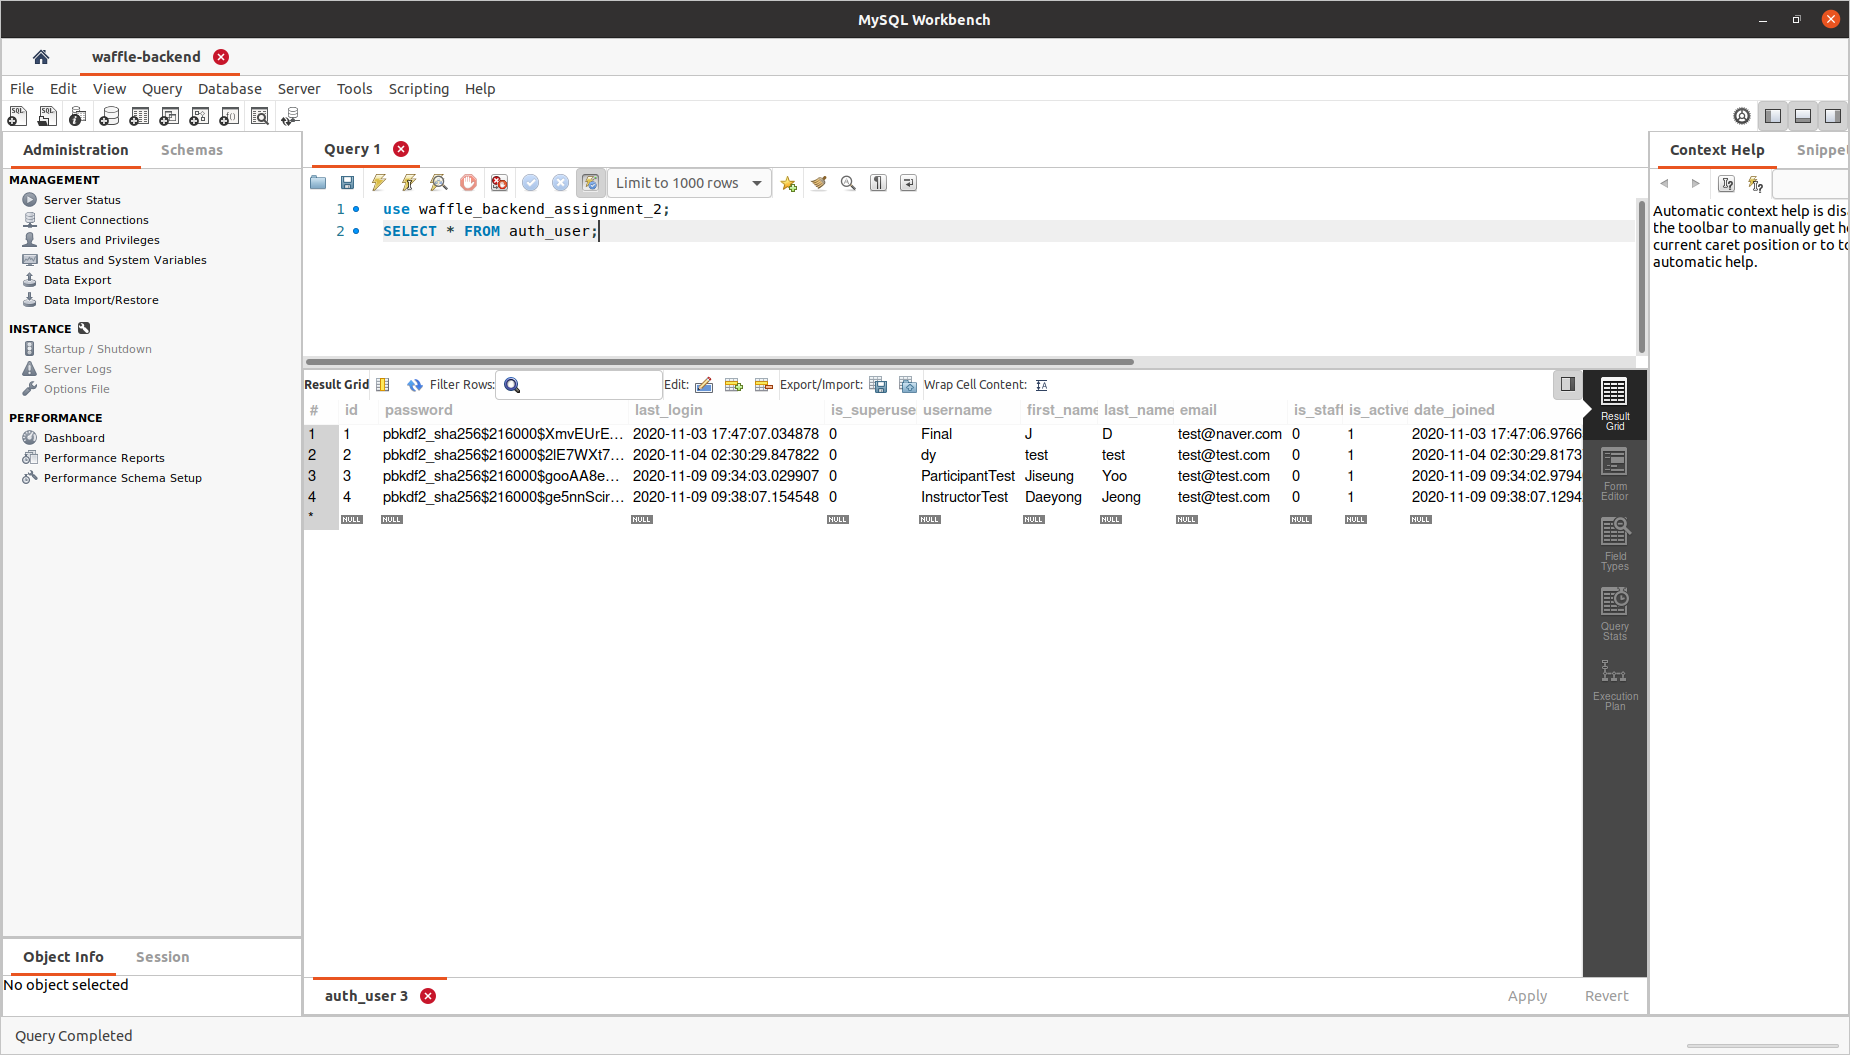 MySQL Workbench
waffle-backend
File Edit View Query Database Server Tools Scripting Help
Administration Schemas
MANAGEMENT
Server Status
Client Connections
Users and Privileges
Status and System Variables
Data Export
Data Import/Restore
INSTANCE
Startup / Shutdown
Server Logs
Options File
PERFORMANCE
Dashboard
Performance Reports
Performance Schema Setup
Object Info Session
No object selected
Query 1
Limit to 1000 rows
1 use waffle_backend_assignment_2;
2 SELECT * FROM auth_user;
Result Grid Filter Rows: Edit: Export/Import: Wrap Cell Content:
# id password last_login is_superuse username first_name last_name email is_staff is_active date_joined
1 1 pbkdf2_sha256$216000$XmvEUrE... 2020-11-03 17:47:07.034878 0 Final J D test@naver.com 0 1 2020-11-03 17:47:06.9766
2 2 pbkdf2_sha256$216000$2lE7WXt7... 2020-11-04 02:30:29.847822 0 dy test test test@test.com 0 1 2020-11-04 02:30:29.8173
3 3 pbkdf2_sha256$216000$gooAA8e... 2020-11-09 09:34:03.029907 0 ParticipantTest Jiseung Yoo test@test.com 0 1 2020-11-09 09:34:02.9794
4 4 pbkdf2_sha256$216000$ge5nnScir... 2020-11-09 09:38:07.154548 0 InstructorTest Daeyong Jeong test@test.com 0 1 2020-11-09 09:38:07.1294
* NULL NULL NULL NULL NULL NULL NULL NULL NULL NULL NULL
Result
Grid
Form
Editor
Field
Types
Query
Stats
Execution
Plan
auth_user 3 Apply Revert
Context Help Snippet
Automatic context help is dis
the toolbar to manually get he
current caret position or to to
automatic help.
Query Completed